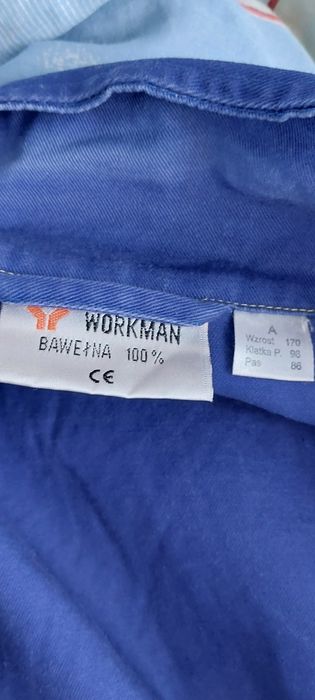 WORKMAN
BAWEŁNA 100%
CE
A
Wzrost 170
Klatka P. 98
Pas 86